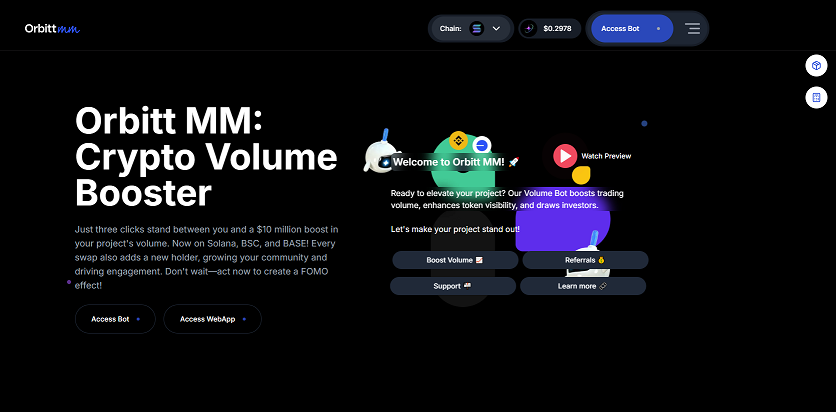 Orbitt mm
Chain:
$0.2978
Access Bot
Orbitt MM:
Crypto Volume
Booster
Just three clicks stand between you and a $10 million boost in
your project's volume. Now on Solana, BSC, and BASE! Every
swap also adds a new holder, growing your community and
driving engagement. Don't wait—act now to create a FOMO
effect!
Access Bot
Access WebApp
Welcome to Orbitt MM! 🚀
Watch Preview
Ready to elevate your project? Our Volume Bot boosts trading
volume, enhances token visibility, and draws investors.
Let's make your project stand out!
Boost Volume 📈
Referrals 💰
Support
Learn more 🔗